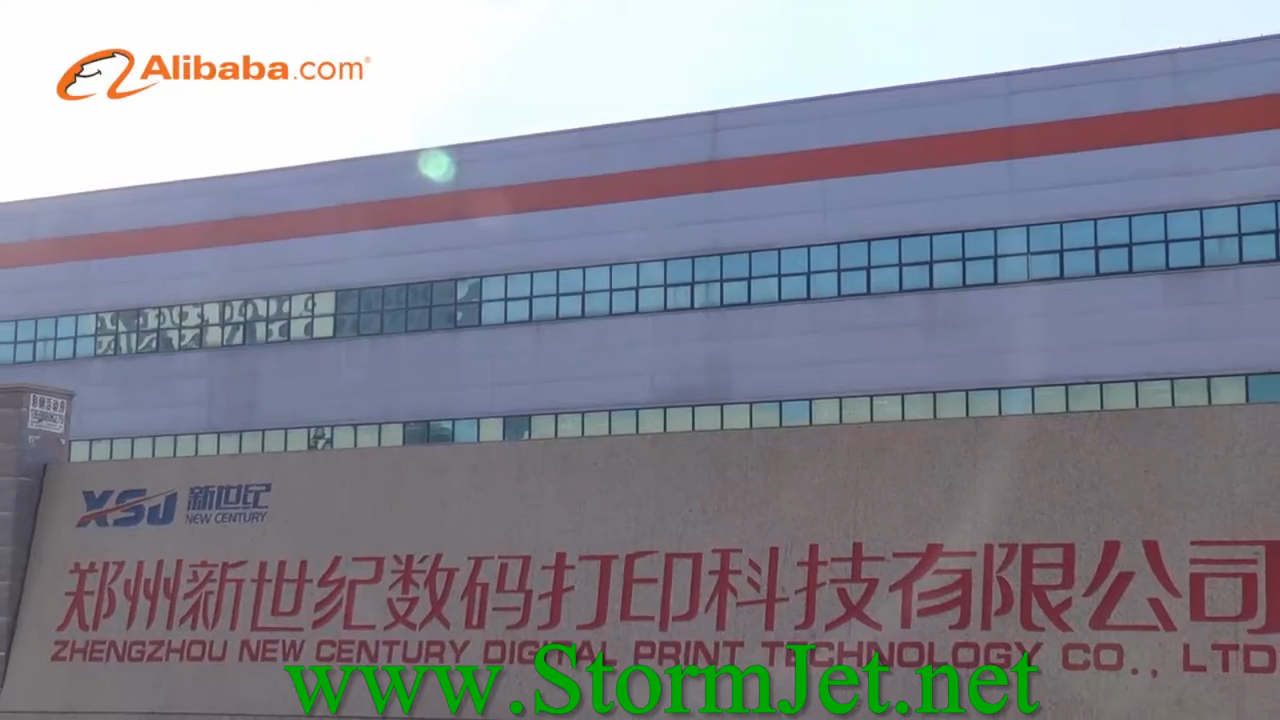 Alibaba.com®
XSJ 新世纪
NEW CENTURY
郑州新世纪数码打印科技有限公司
ZHENGZHOU NEW CENTURY DIGITAL PRINT TECHNOLOGY CO., LTD
www.StormJet.net